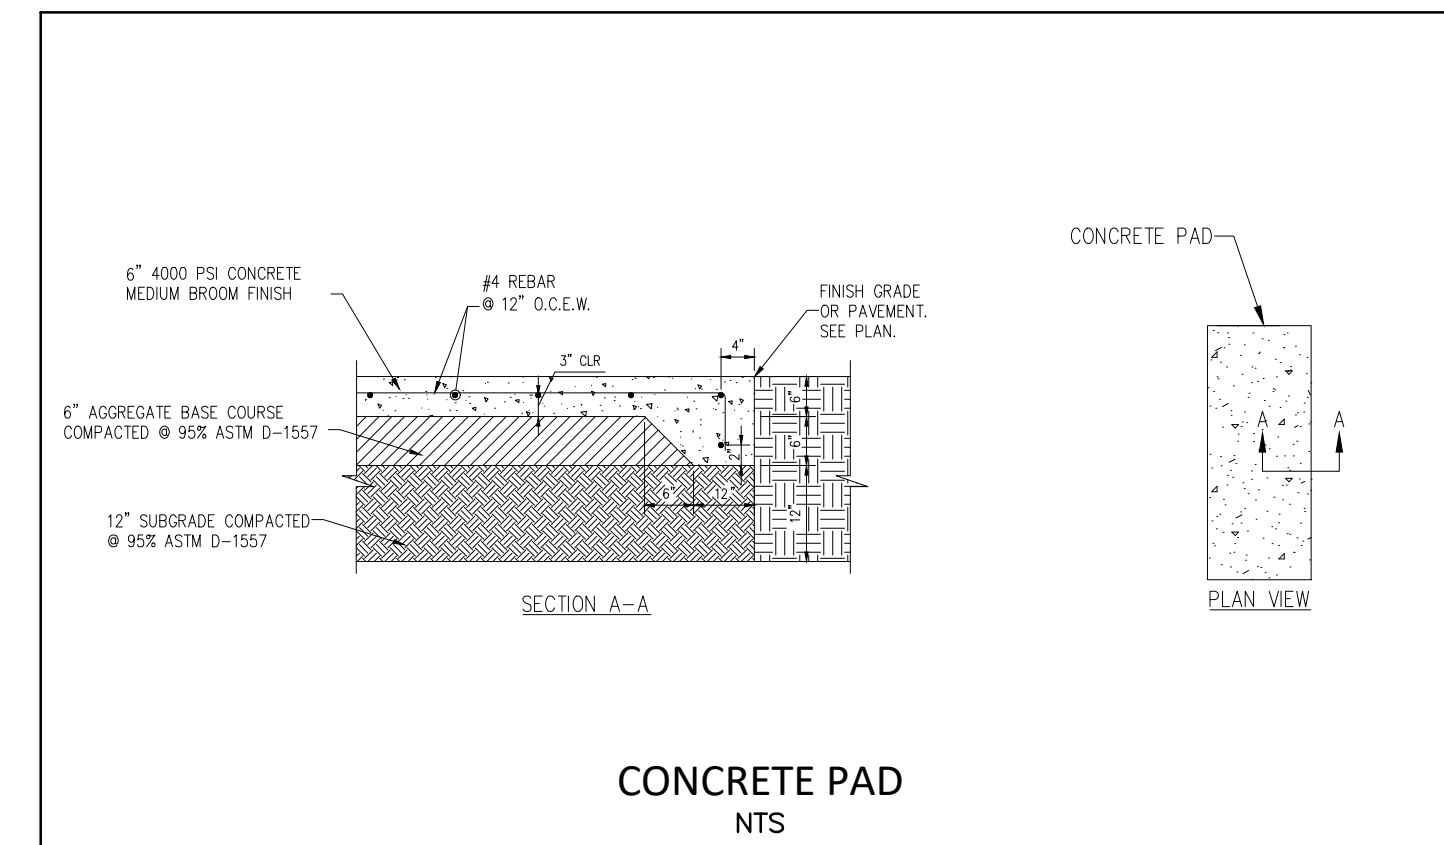 CONCRETE PAD
6” 4000 PSI CONCRETE
MEDIUM BROOM FINISH
#4 REBAR
@ 12” O.C.E.W.
FINISH GRADE
OR PAVEMENT.
SEE PLAN.
4”
3” CLR
6”
6” AGGREGATE BASE COURSE
COMPACTED @ 95% ASTM D-1557
6”
2”
A
A
6”
12”
12”
12” SUBGRADE COMPACTED
@ 95% ASTM D-1557
SECTION A-A
PLAN VIEW
CONCRETE PAD
NTS